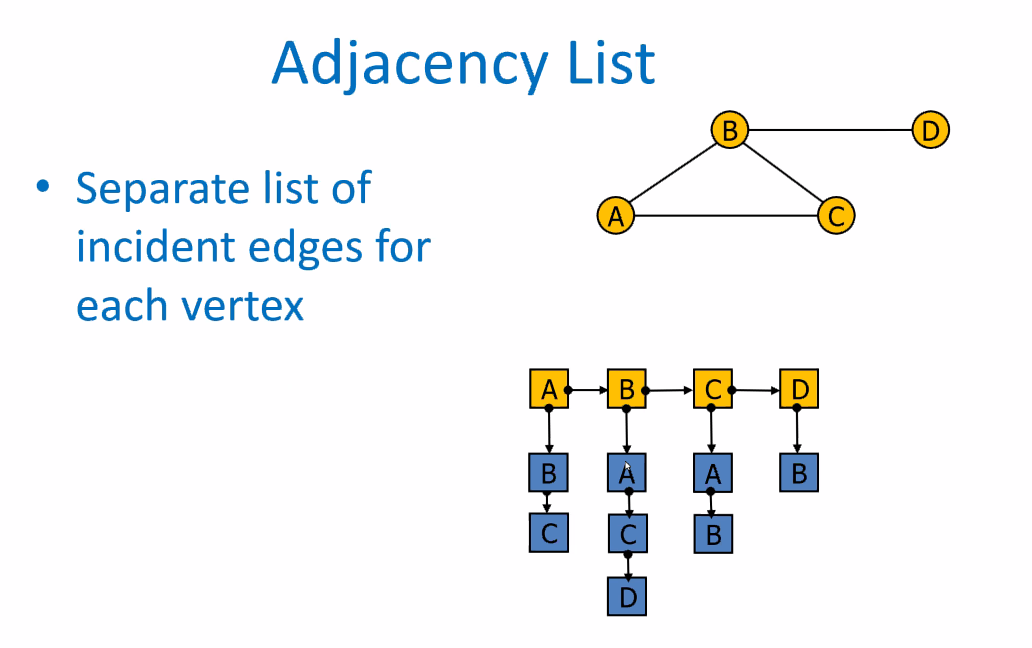 Adjacency List
B D
• Separate list of
A C
incident edges for
each vertex
A B C D
B A A B
C C B
D